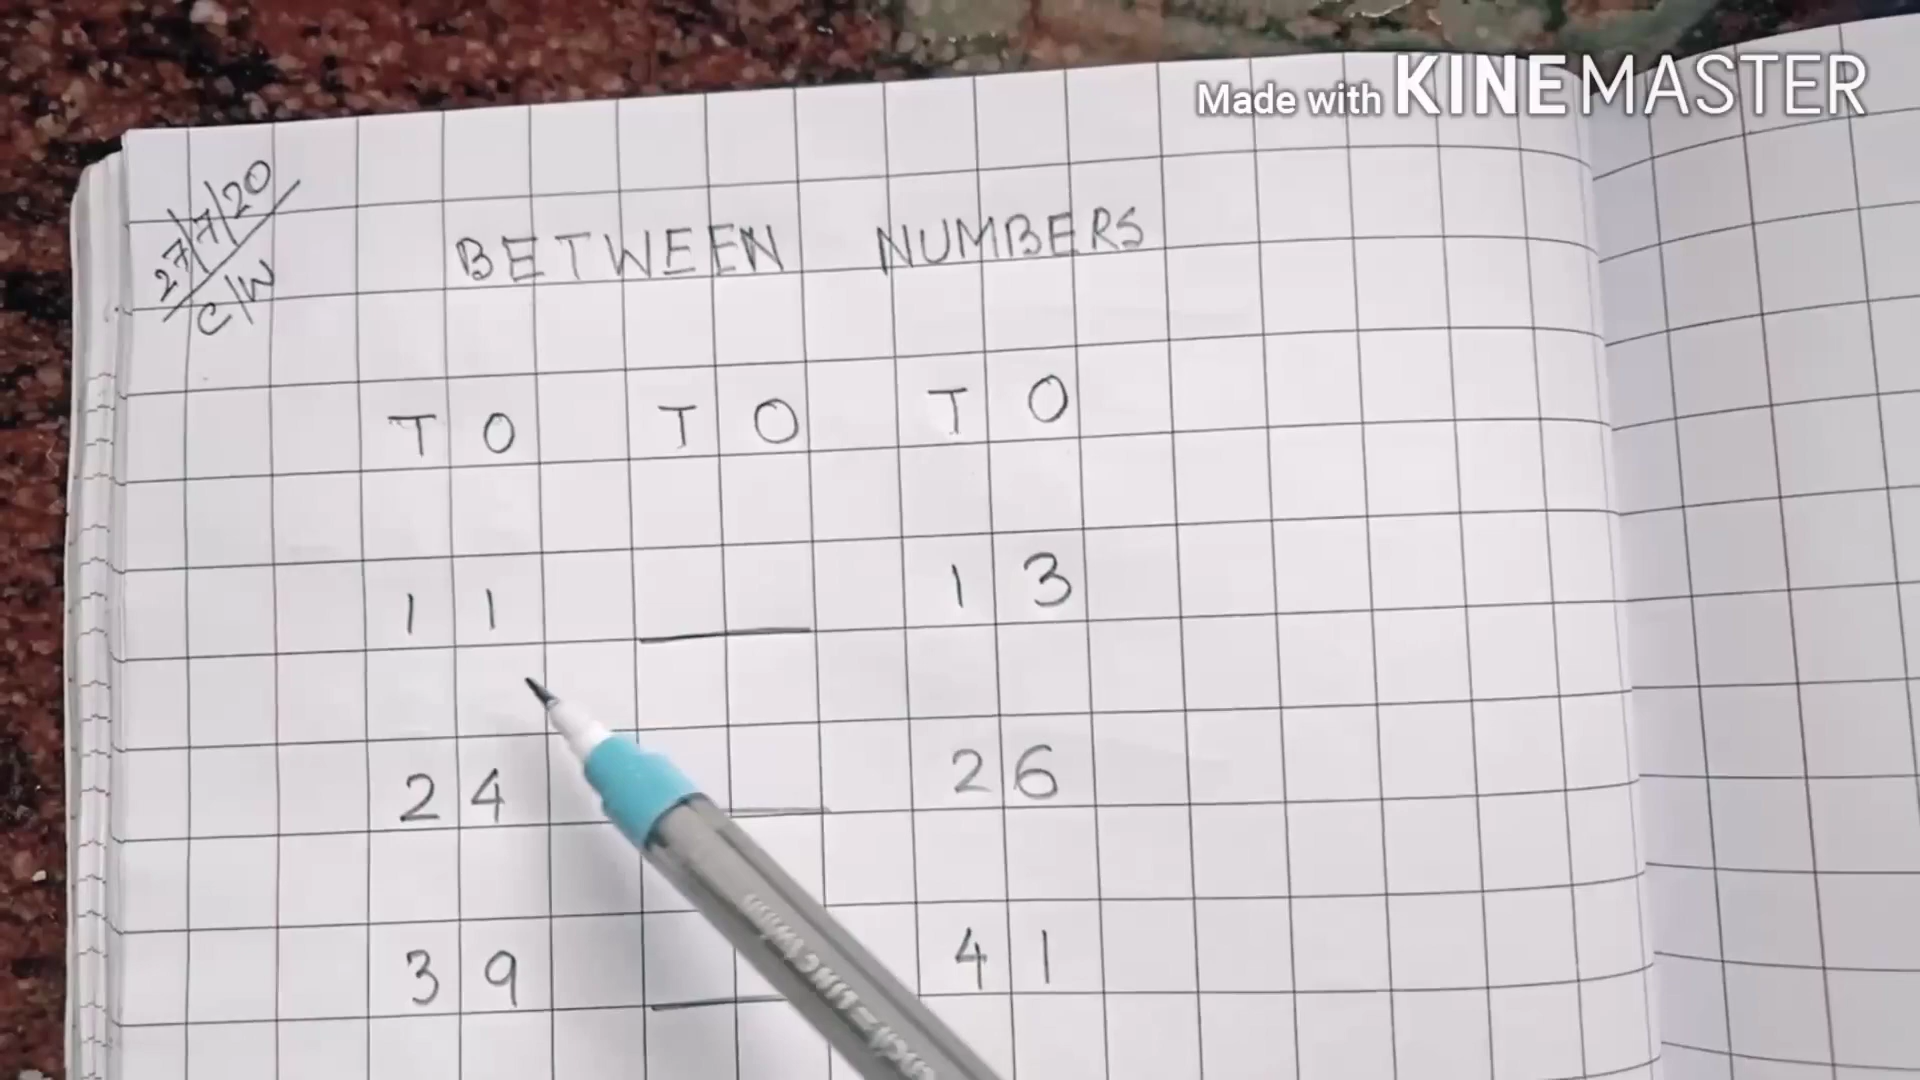 Made with KINEMASTER
27/7/20
C/W
BETWEEN NUMBERS
T O T O T O
1 1 1 3
2 4 2 6
3 9 4 1